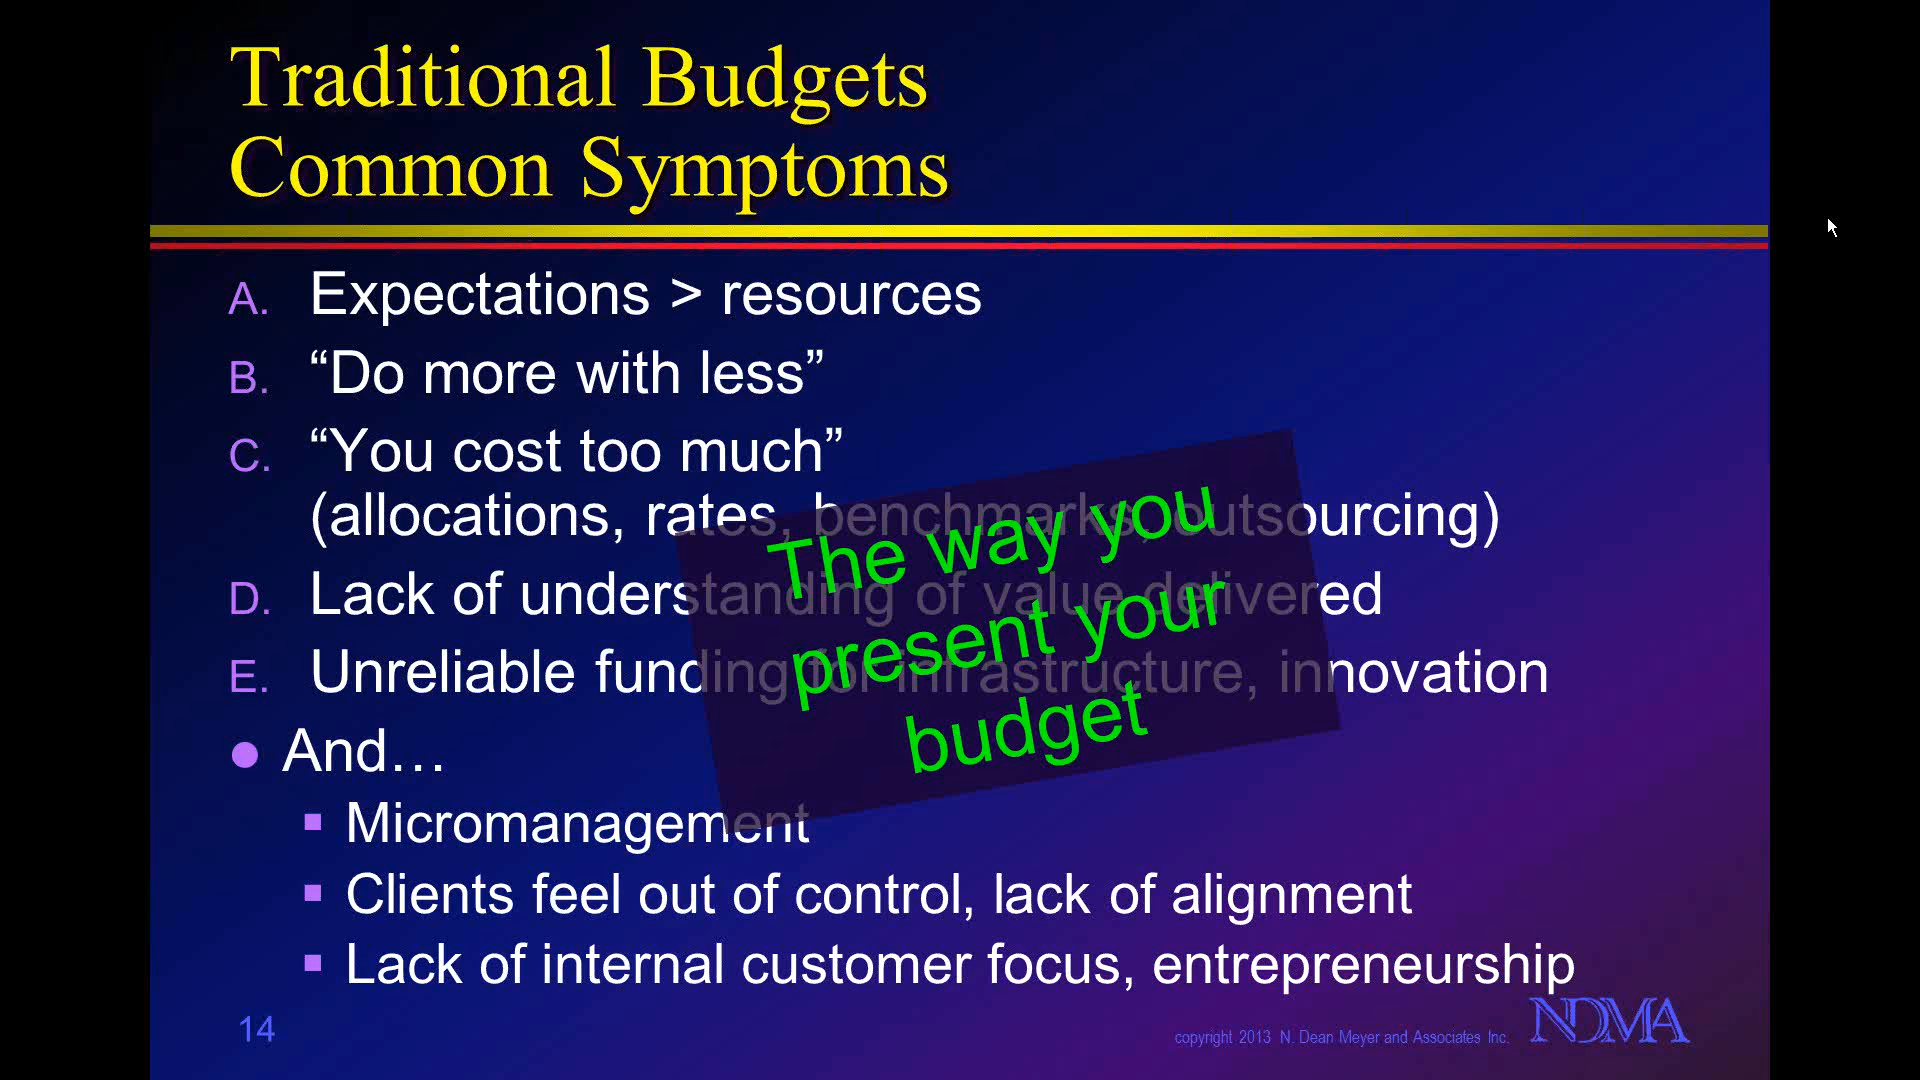 Traditional Budgets
Common Symptoms
A. Expectations > resources
B. “Do more with less”
C. “You cost too much”
(allocations, rates, benchmarks, outsourcing)
D. Lack of understanding of value delivered
E. Unreliable funding for infrastructure, innovation
● And…
▪ Micromanagement
▪ Clients feel out of control, lack of alignment
▪ Lack of internal customer focus, entrepreneurship
The way you
present your
budget
14
copyright 2013 N. Dean Meyer and Associates Inc.
NDMA